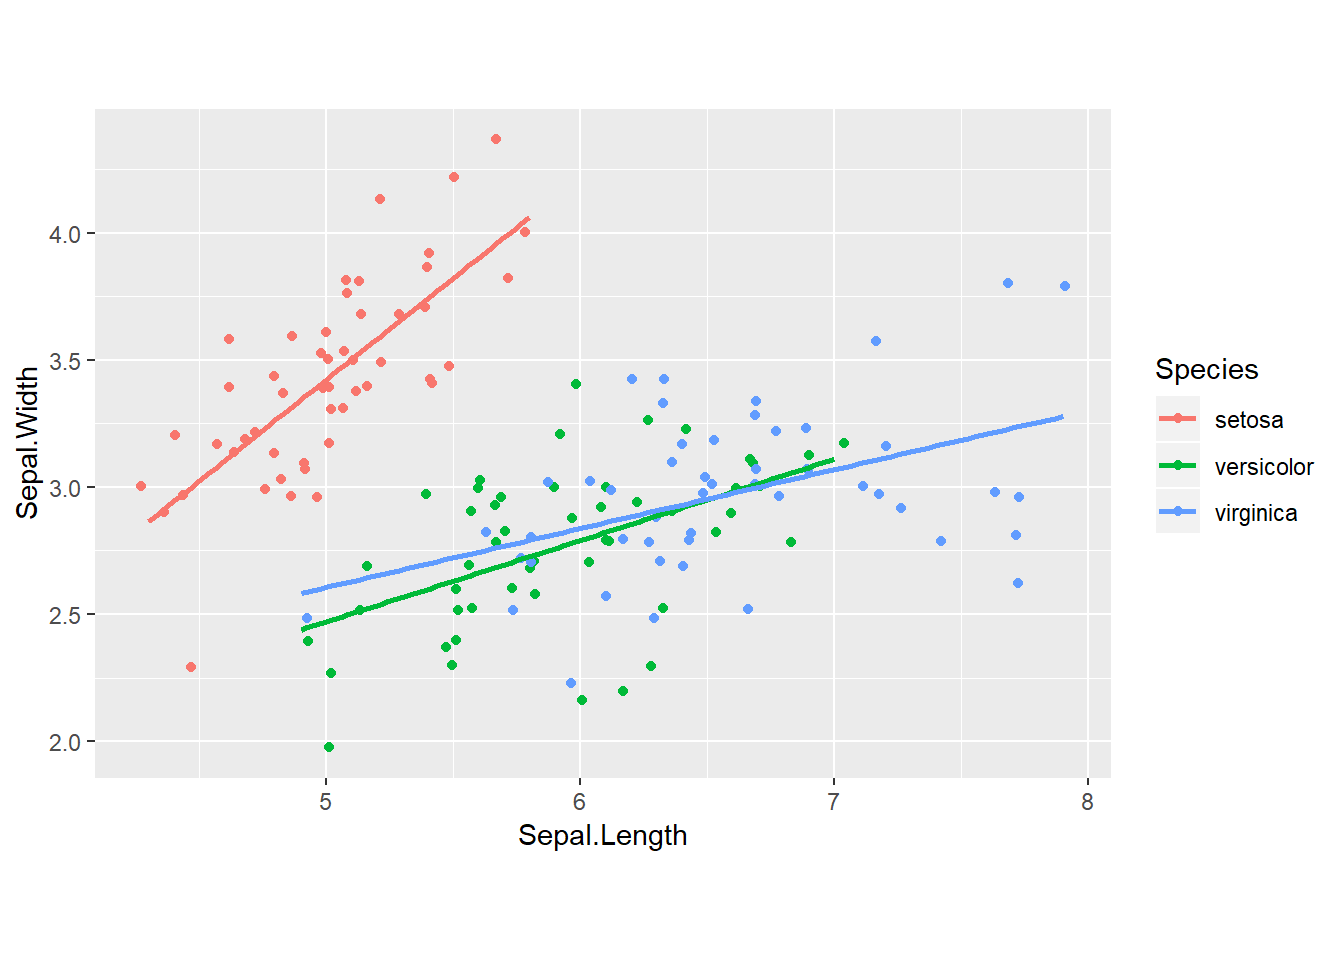 Sepal.Width
4.0
3.5
3.0
2.5
2.0
5 6 7 8
Sepal.Length
Species
setosa
versicolor
virginica